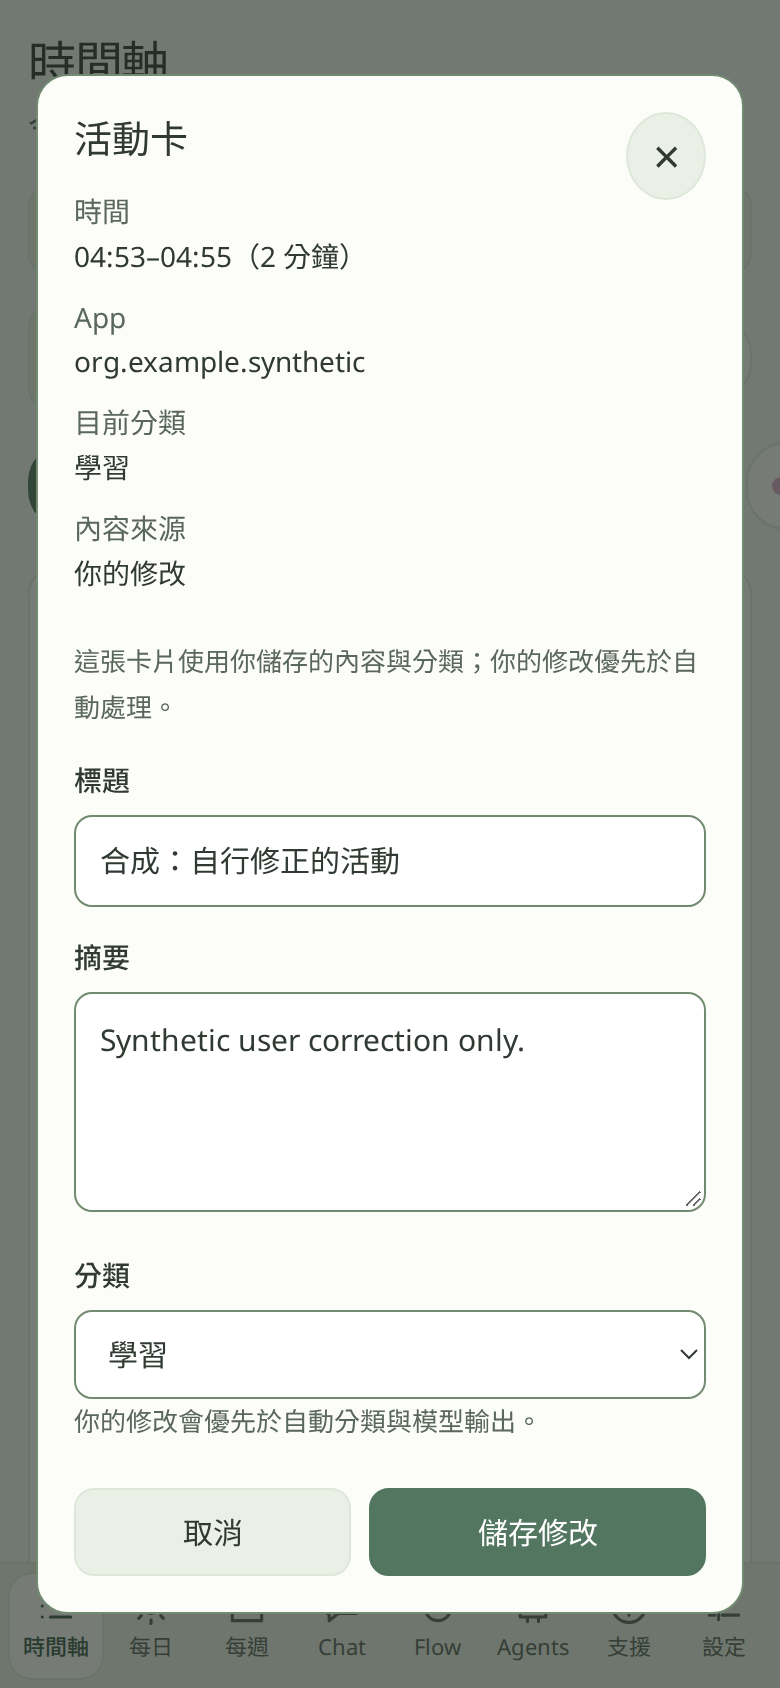 時間軸
活動卡
時間
04:53–04:55（2 分鐘）
App
org.example.synthetic
目前分類
學習
內容來源
你的修改
這張卡片使用你儲存的內容與分類；你的修改優先於自
動處理。
標題
合成：自行修正的活動
摘要
Synthetic user correction only.
分類
學習
你的修改會優先於自動分類與模型輸出。
取消
儲存修改
時間軸
每日
每週
Chat
Flow
Agents
支援
設定